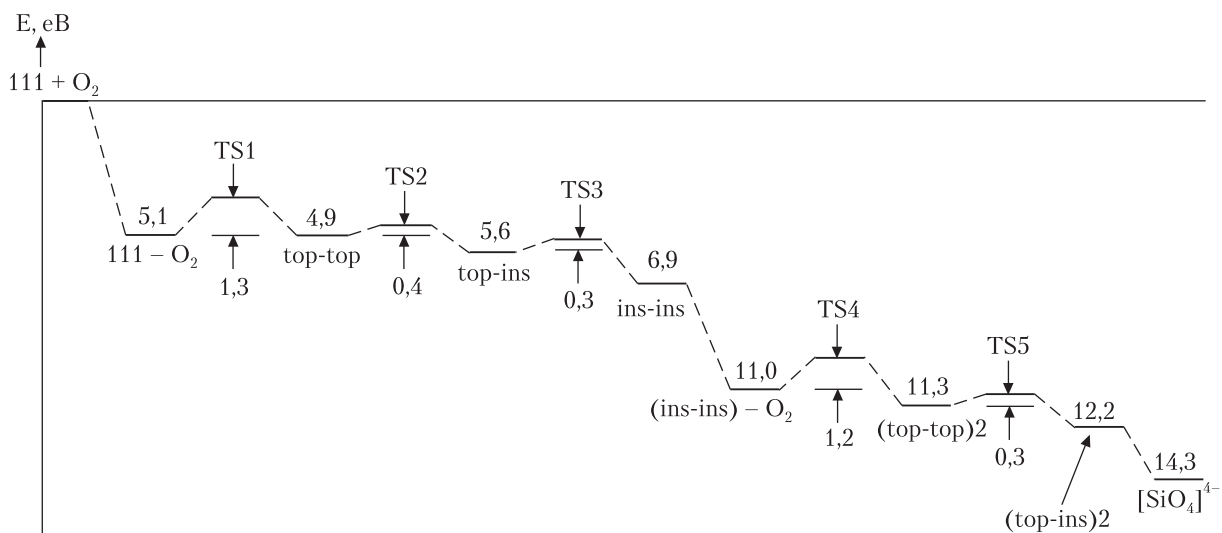 E, eB
111 + O₂
TS1
5,1
111 – O₂
1,3
4,9
top-top
TS2
0,4
5,6
top-ins
TS3
0,3
6,9
ins-ins
11,0
(ins-ins) – O₂
TS4
1,2
11,3
(top-top)2
TS5
0,3
12,2
(top-ins)2
14,3
[SiO₄]⁴⁻